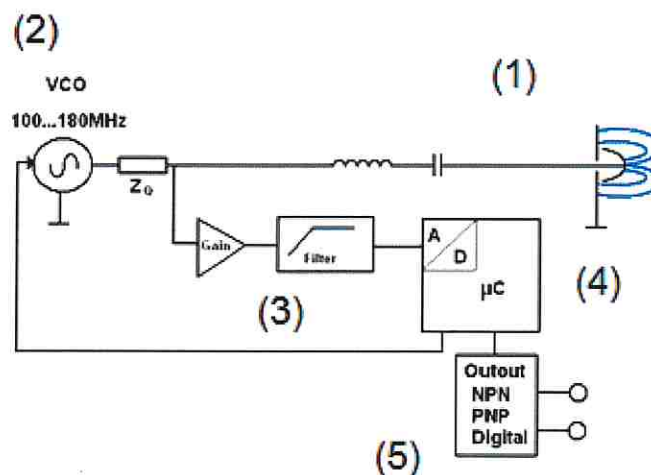 (2)
(1)
VCO
100...180MHz
Z₀
Gain
Filter
A
D
µC
(3)
(4)
Outout
NPN
PNP
Digital
(5)